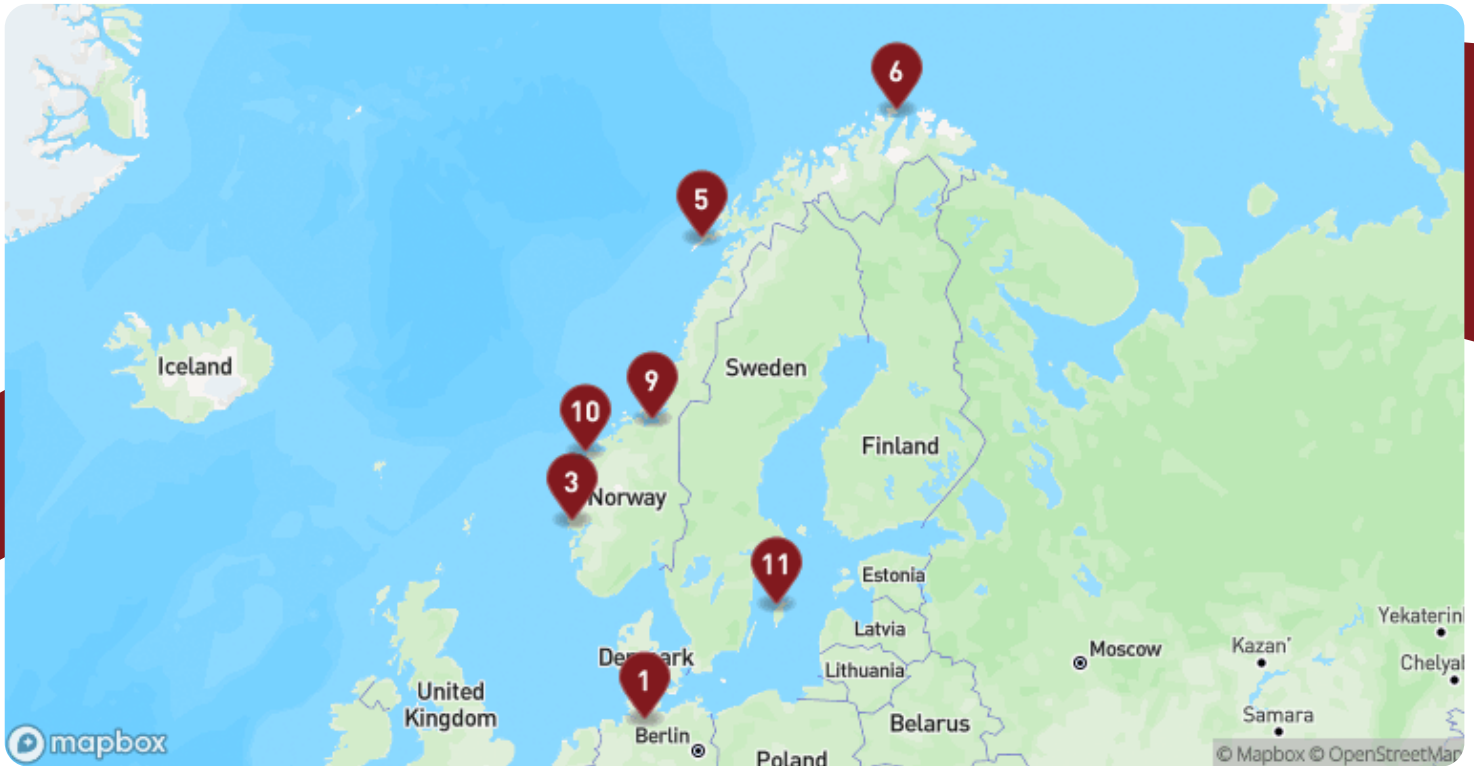 6
5
Iceland
Sweden
9
10
Finland
3
Norway
11
Estonia
Latvia
Yekaterin
Moscow
Kazan’
Denmark
Lithuania
Chelya
1
United
Kingdom
Samara
Belarus
Berlin
mapbox
Poland
© Mapbox © OpenStreetMap